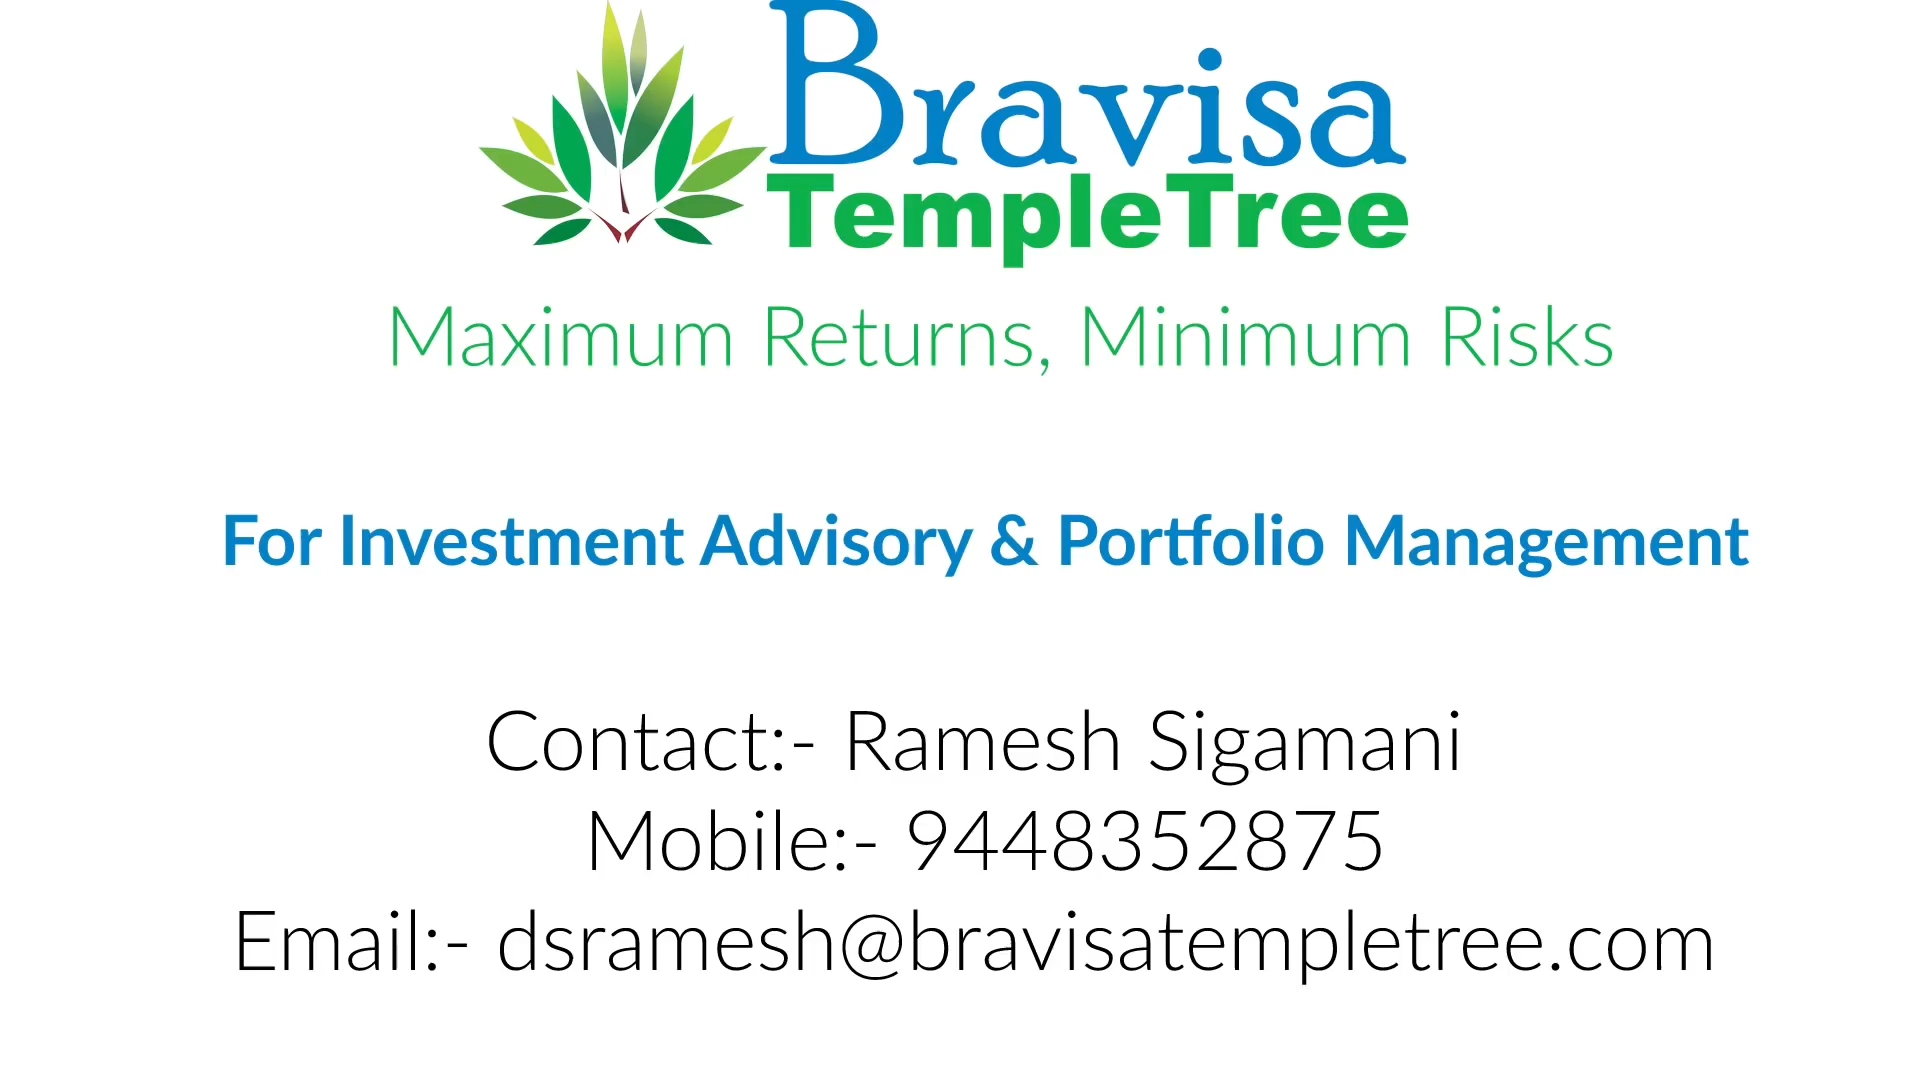 Bravisa
TempleTree
Maximum Returns, Minimum Risks
For Investment Advisory & Portfolio Management
Contact:- Ramesh Sigamani
Mobile:- 9448352875
Email:- dsramesh@bravisatempletree.com